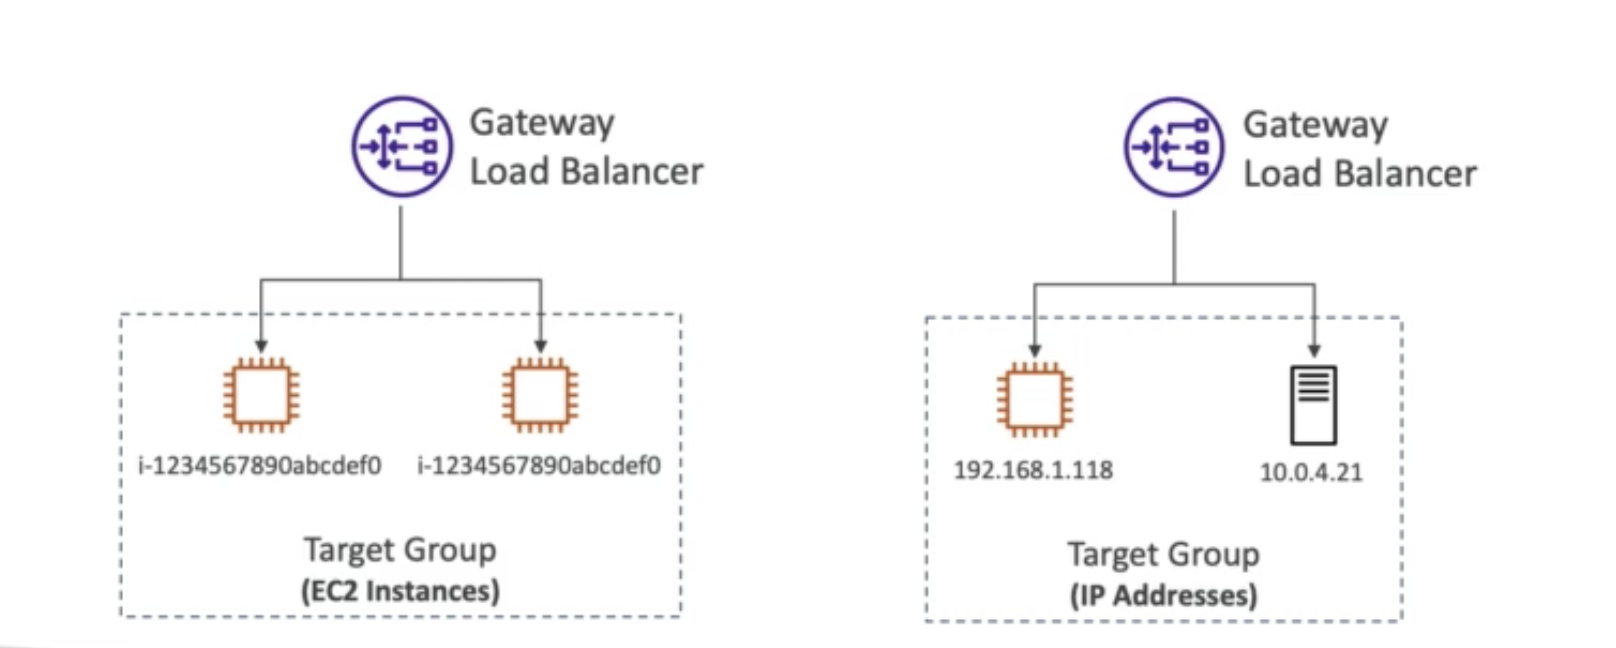 Gateway
Load Balancer
i-1234567890abcdef0
i-1234567890abcdef0
Target Group
(EC2 Instances)
Gateway
Load Balancer
192.168.1.118
10.0.4.21
Target Group
(IP Addresses)